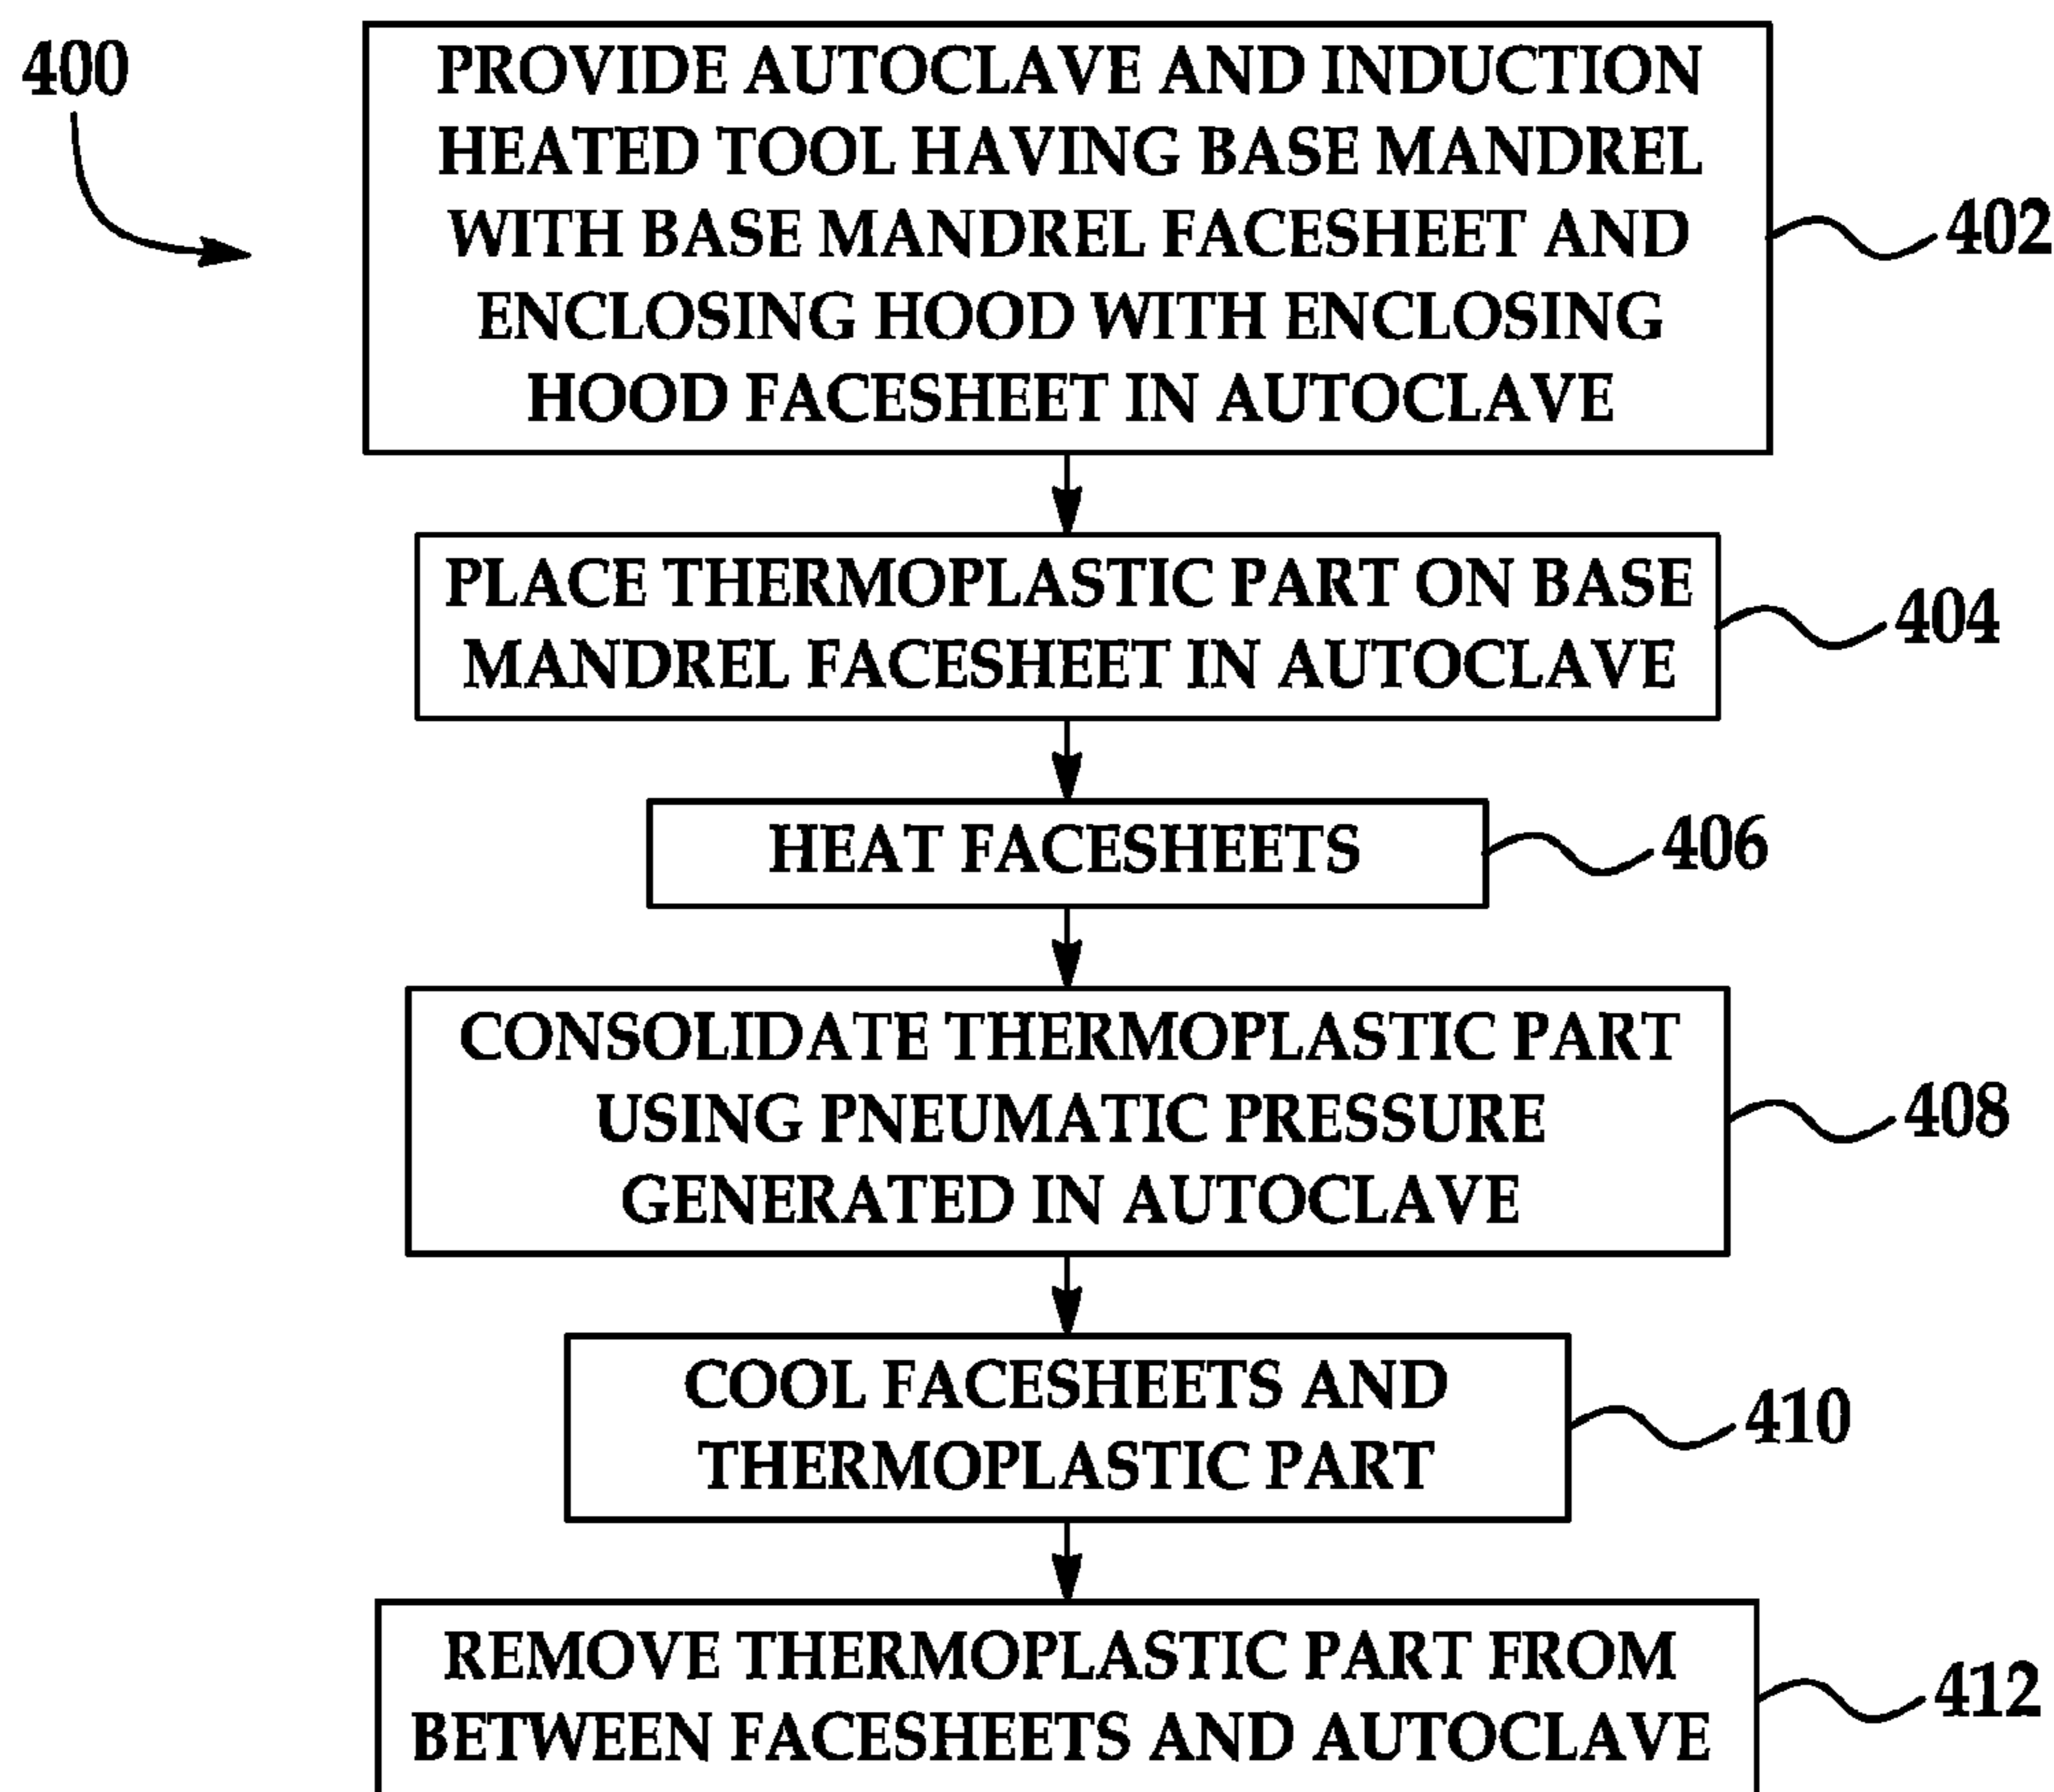 400
PROVIDE AUTOCLAVE AND INDUCTION
HEATED TOOL HAVING BASE MANDREL
WITH BASE MANDREL FACESHEET AND
ENCLOSING HOOD WITH ENCLOSING
HOOD FACESHEET IN AUTOCLAVE
402
PLACE THERMOPLASTIC PART ON BASE
MANDREL FACESHEET IN AUTOCLAVE
404
HEAT FACESHEETS
406
CONSOLIDATE THERMOPLASTIC PART
USING PNEUMATIC PRESSURE
GENERATED IN AUTOCLAVE
408
COOL FACESHEETS AND
THERMOPLASTIC PART
410
REMOVE THERMOPLASTIC PART FROM
BETWEEN FACESHEETS AND AUTOCLAVE
412